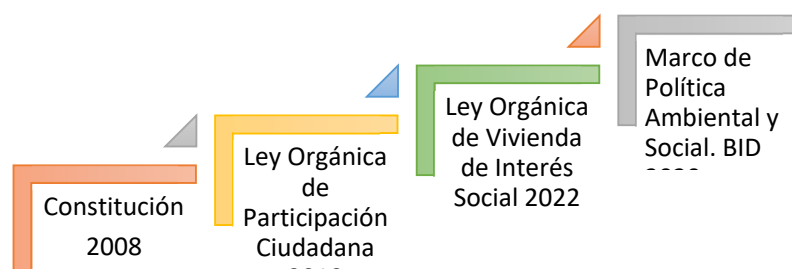 Constitución
2008
Ley Orgánica
de
Participación
Ciudadana
Ley Orgánica
de Vivienda
de Interés
Social 2022
Marco de
Política
Ambiental y
Social. BID